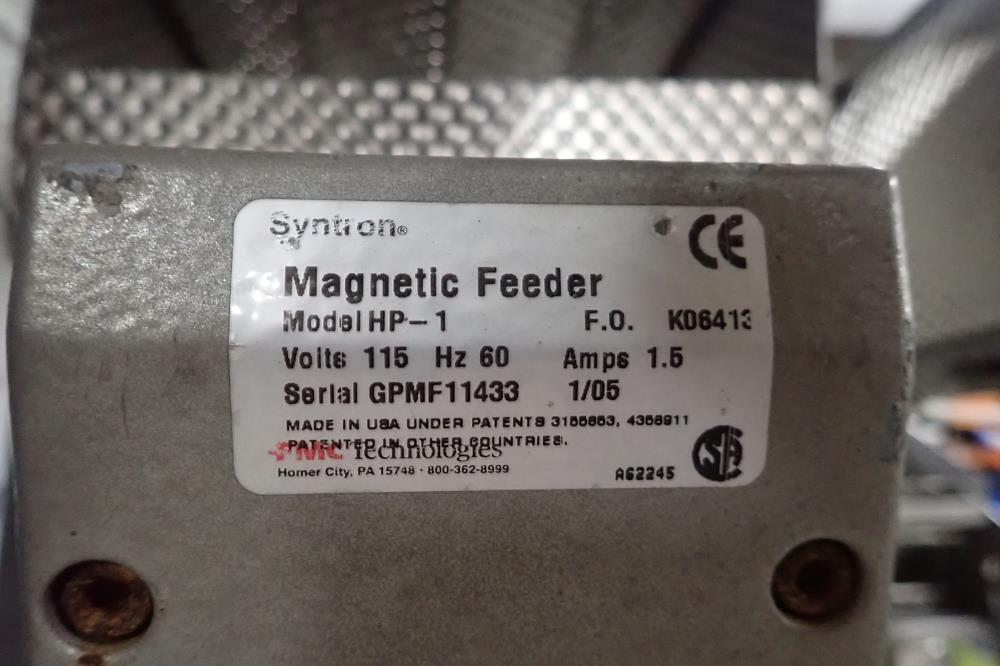 Syntron®
CE
Magnetic Feeder
Model HP-1 F.O. K06413
Volts 115 Hz 60 Amps 1.5
Serial GPMF11433 1/05
MADE IN USA UNDER PATENTS 4358911
PATENTED IN OTHER COUNTRIES.
FMC Technologies
Homer City, PA 15748 · 800-362-8999
A62245
SA